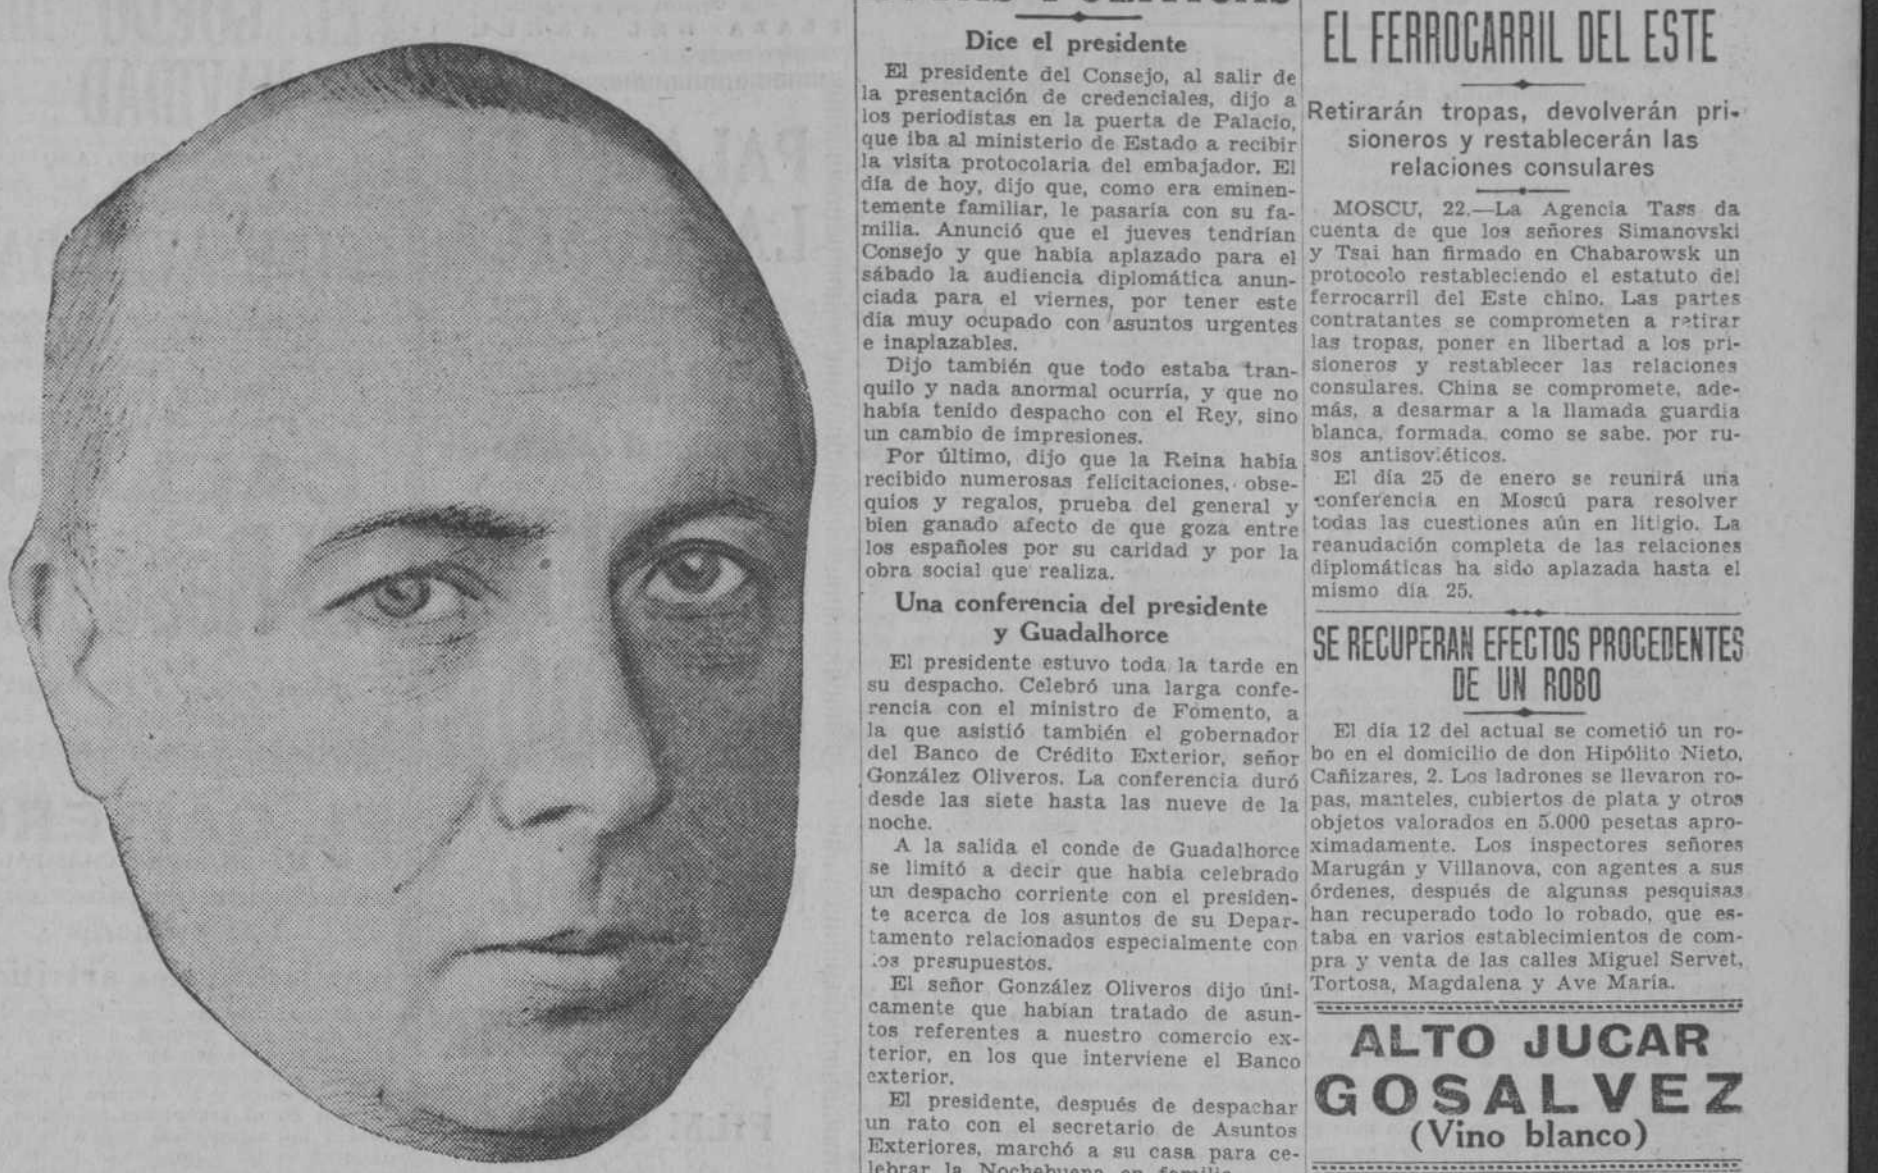 Dice el presidente
El presidente del Consejo, al salir de
la presentación de credenciales, dijo a
los periodistas en la puerta de Palacio,
que iba al ministerio de Estado a recibir
la visita protocolaria del embajador. El
día de hoy, dijo que, como era eminen-
temente familiar, le pasaría con su fa-
milia. Anunció que el jueves tendrían
Consejo y que había aplazado para el
sábado la audiencia diplomática anun-
ciada para el viernes, por tener este
día muy ocupado con asuntos urgentes
e inaplazables.
Dijo también que todo estaba tran-
quilo y nada anormal ocurría, y que no
había tenido despacho con el Rey, sino
un cambio de impresiones.
Por último, dijo que la Reina había
recibido numerosas felicitaciones, obse-
quios y regalos, prueba del general y
bien ganado afecto de que goza entre
los españoles por su caridad y por la
obra social que realiza.
Una conferencia del presidente
y Guadalhorce
El presidente estuvo toda la tarde en
su despacho. Celebró una larga confe-
rencia con el ministro de Fomento, a
la que asistió también el gobernador
del Banco de Crédito Exterior, señor
González Oliveros. La conferencia duró
desde las siete hasta las nueve de la
noche.
A la salida el conde de Guadalhorce
se limitó a decir que había celebrado
un despacho corriente con el presiden-
te acerca de los asuntos de su Depar-
tamento relacionados especialmente con
los presupuestos.
El señor González Oliveros dijo úni-
camente que habían tratado de asun-
tos referentes a nuestro comercio ex-
terior, en los que interviene el Banco
exterior.
El presidente, después de despachar
un rato con el secretario de Asuntos
Exteriores, marchó a su casa para ce-
lebrar la Nochebuena en familia
EL FERROCARRIL DEL ESTE
Retirarán tropas, devolverán pri-
sioneros y restablecerán las
relaciones consulares
MOSCU, 22.—La Agencia Tass da
cuenta de que los señores Simanovski
y Tsai han firmado en Chabarowsk un
protocolo restableciendo el estatuto del
ferrocarril del Este chino. Las partes
contratantes se comprometen a retirar
las tropas, poner en libertad a los pri-
sioneros y restablecer las relaciones
consulares. China se compromete, ade-
más, a desarmar a la llamada guardia
blanca, formada, como se sabe, por ru-
sos antisoviéticos.
El día 25 de enero se reunirá una
conferencia en Moscú para resolver
todas las cuestiones aún en litigio. La
reanudación completa de las relaciones
diplomáticas ha sido aplazada hasta el
mismo día 25.
SE RECUPERAN EFECTOS PROCEDENTES
DE UN ROBO
El día 12 del actual se cometió un ro-
bo en el domicilio de don Hipólito Nieto,
Cañizares, 2. Los ladrones se llevaron ro-
pas, manteles, cubiertos de plata y otros
objetos valorados en 5.000 pesetas apro-
ximadamente. Los inspectores señores
Marugán y Villanova, con agentes a sus
órdenes, después de algunas pesquisas
han recuperado todo lo robado, que es-
taba en varios establecimientos de com-
pra y venta de las calles Miguel Servet,
Tortosa, Magdalena y Ave María.
ALTO JUCAR
GOSALVEZ
(Vino blanco)